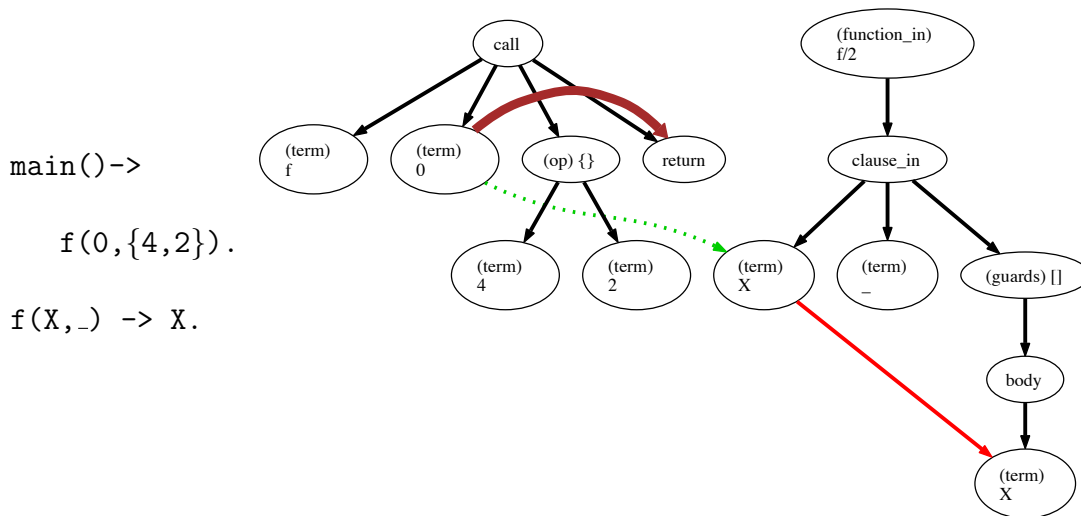 main()->
f(0,{4,2}).
f(X,_) -> X.
call
(term)
f
(term)
0
(op) {}
return
(term)
4
(term)
2
(function_in)
f/2
clause_in
(term)
X
(term)
_
(guards) []
body
(term)
X